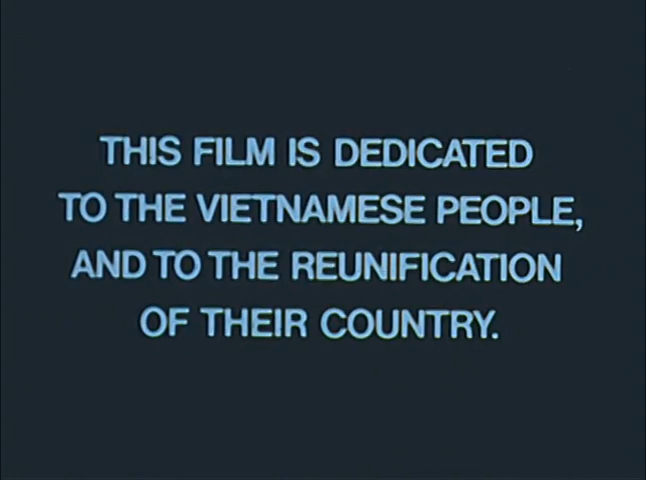 THIS FILM IS DEDICATED
TO THE VIETNAMESE PEOPLE,
AND TO THE REUNIFICATION
OF THEIR COUNTRY.